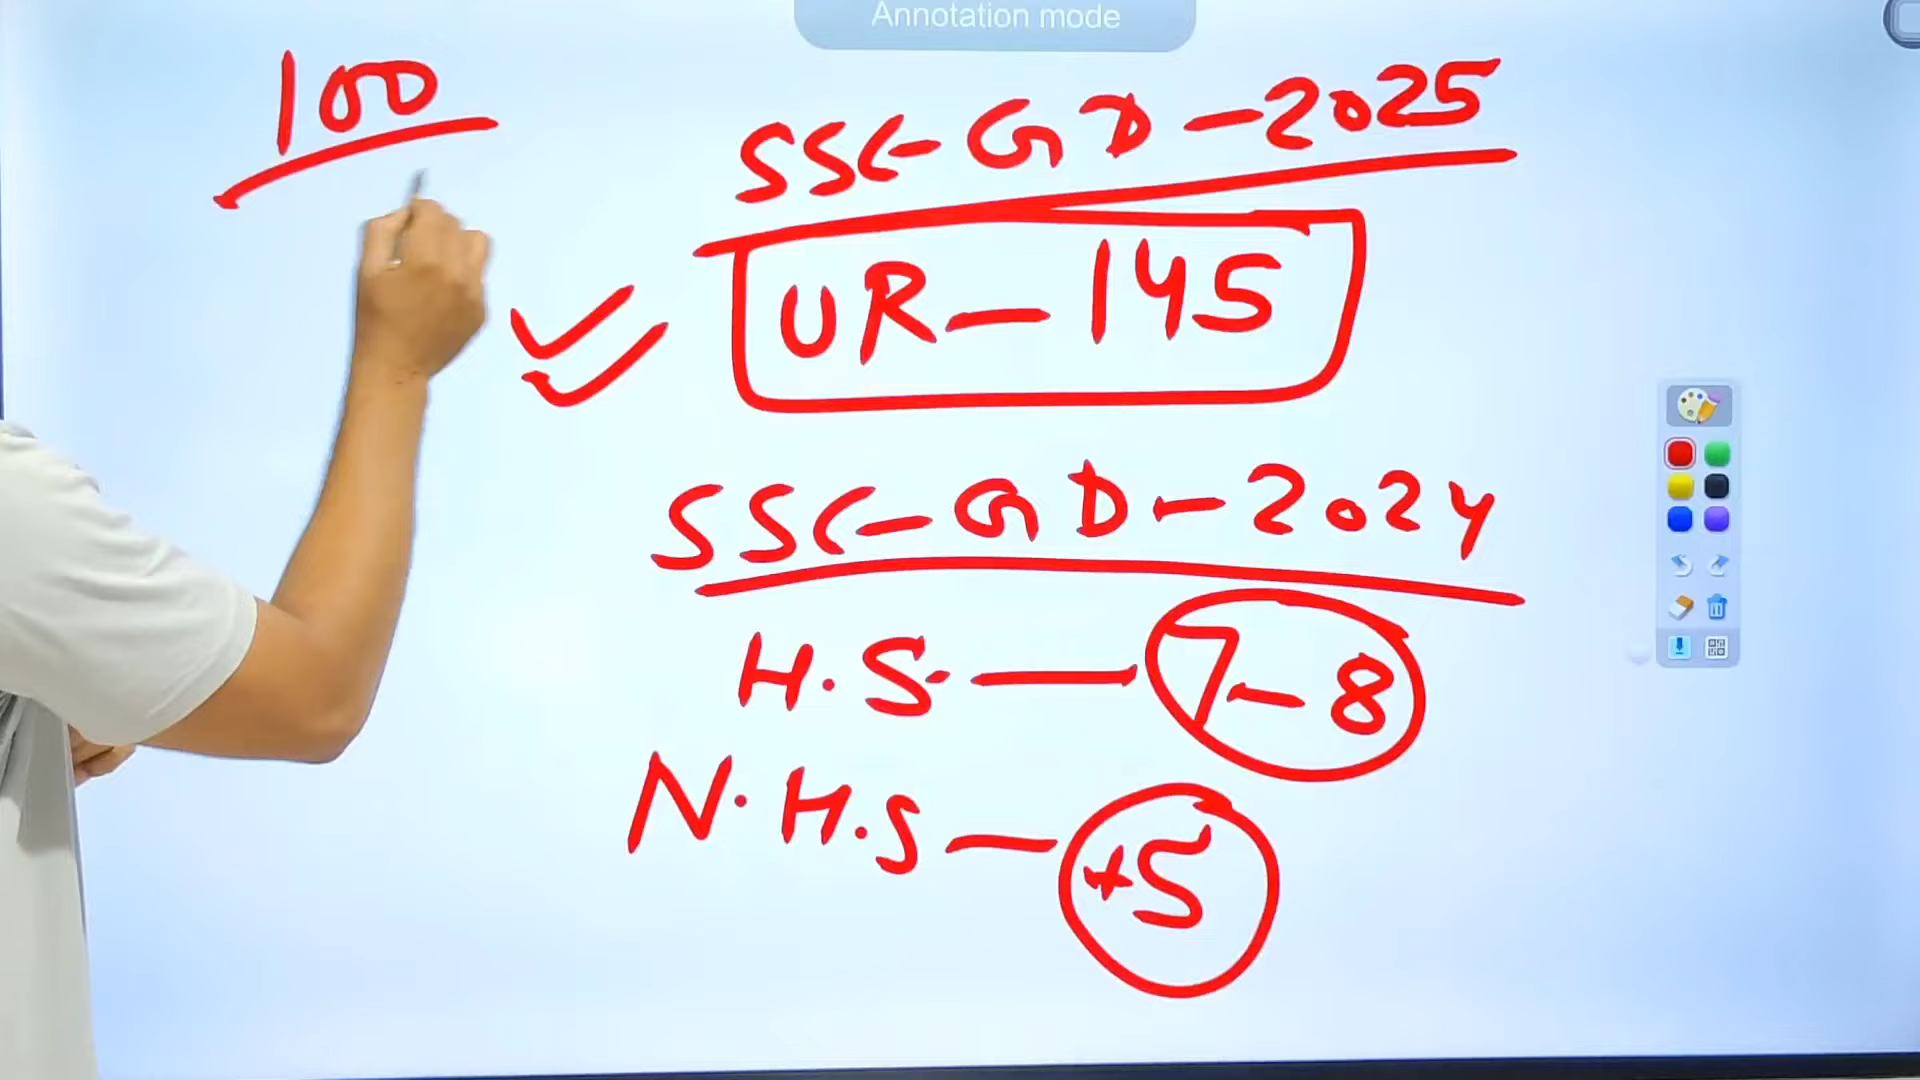 Annotation mode
100
SSC-GD-2025
UR-145
SSC-GD-2024
H.S. - 7-8
N.H.S - +5